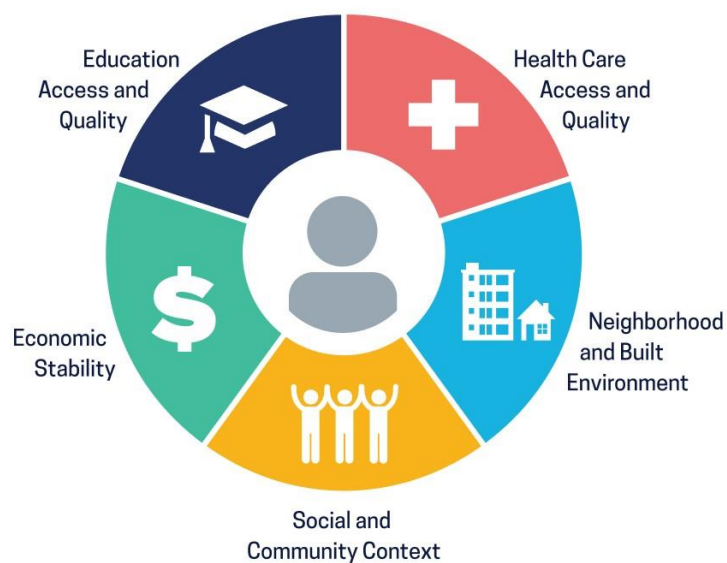 Education
Access and
Quality
Health Care
Access and
Quality
$
Economic
Stability
Neighborhood
and Built
Environment
Social and
Community Context